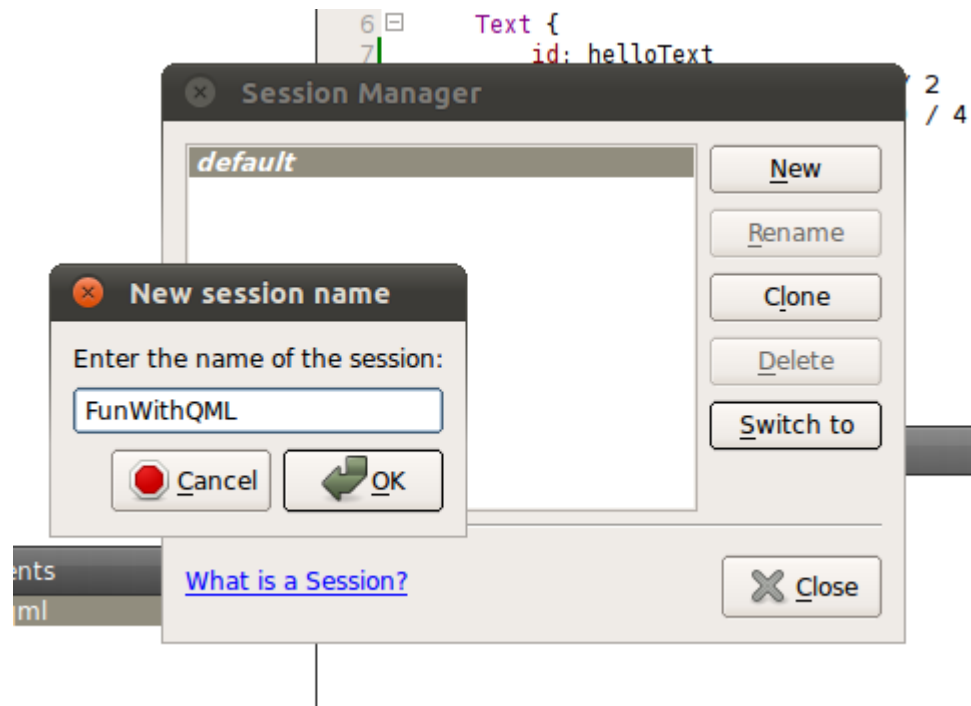 6 Text {
7 id: helloText
/ 2
/ 4
Session Manager
default
New
Rename
Clone
Delete
Switch to
New session name
Enter the name of the session:
FunWithQML
Cancel
OK
ents
ml
What is a Session?
Close